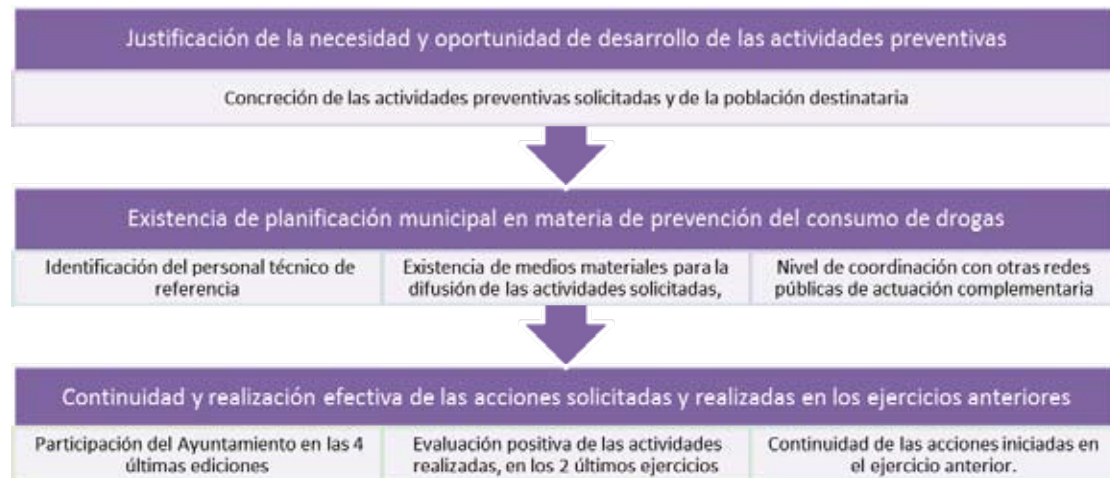 Justificación de la necesidad y oportunidad de desarrollo de las actividades preventivas
Concreción de las actividades preventivas solicitadas y de la población destinataria
Existencia de planificación municipal en materia de prevención del consumo de drogas
Identificación del personal técnico de
referencia
Existencia de medios materiales para la
difusión de las actividades solicitadas,
Nivel de coordinación con otras redes
públicas de actuación complementaria
Continuidad y realización efectiva de las acciones solicitadas y realizadas en los ejercicios anteriores
Participación del Ayuntamiento en las 4
últimas ediciones
Evaluación positiva de las actividades
realizadas, en los 2 últimos ejercicios
Continuidad de las acciones iniciadas en
el ejercicio anterior.